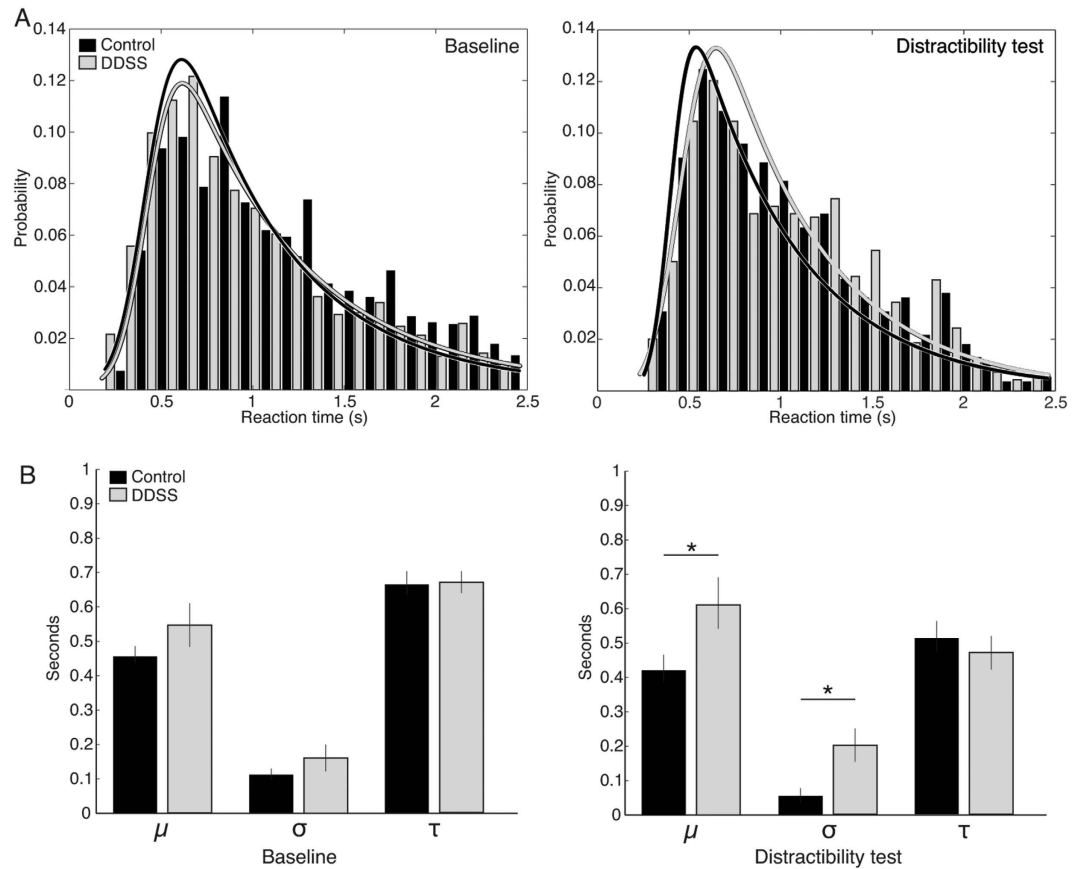 A
0.14
0.12
0.10
0.08
0.06
0.04
0.02
Probability
Control
DDSS
Baseline
0
0.5
1
1.5
2
2.5
Reaction time (s)
0.14
0.12
0.10
0.08
0.06
0.04
0.02
Probability
Distractibility test
0
0.5
1
1.5
2
2.5
Reaction time (s)
B
1
0.9
0.8
0.7
0.6
0.5
0.4
0.3
0.2
0.1
0
Seconds
Control
DDSS
μ σ τ
Baseline
1
0.9
0.8
0.7
0.6
0.5
0.4
0.3
0.2
0.1
0
Seconds
*
*
μ σ τ
Distractibility test